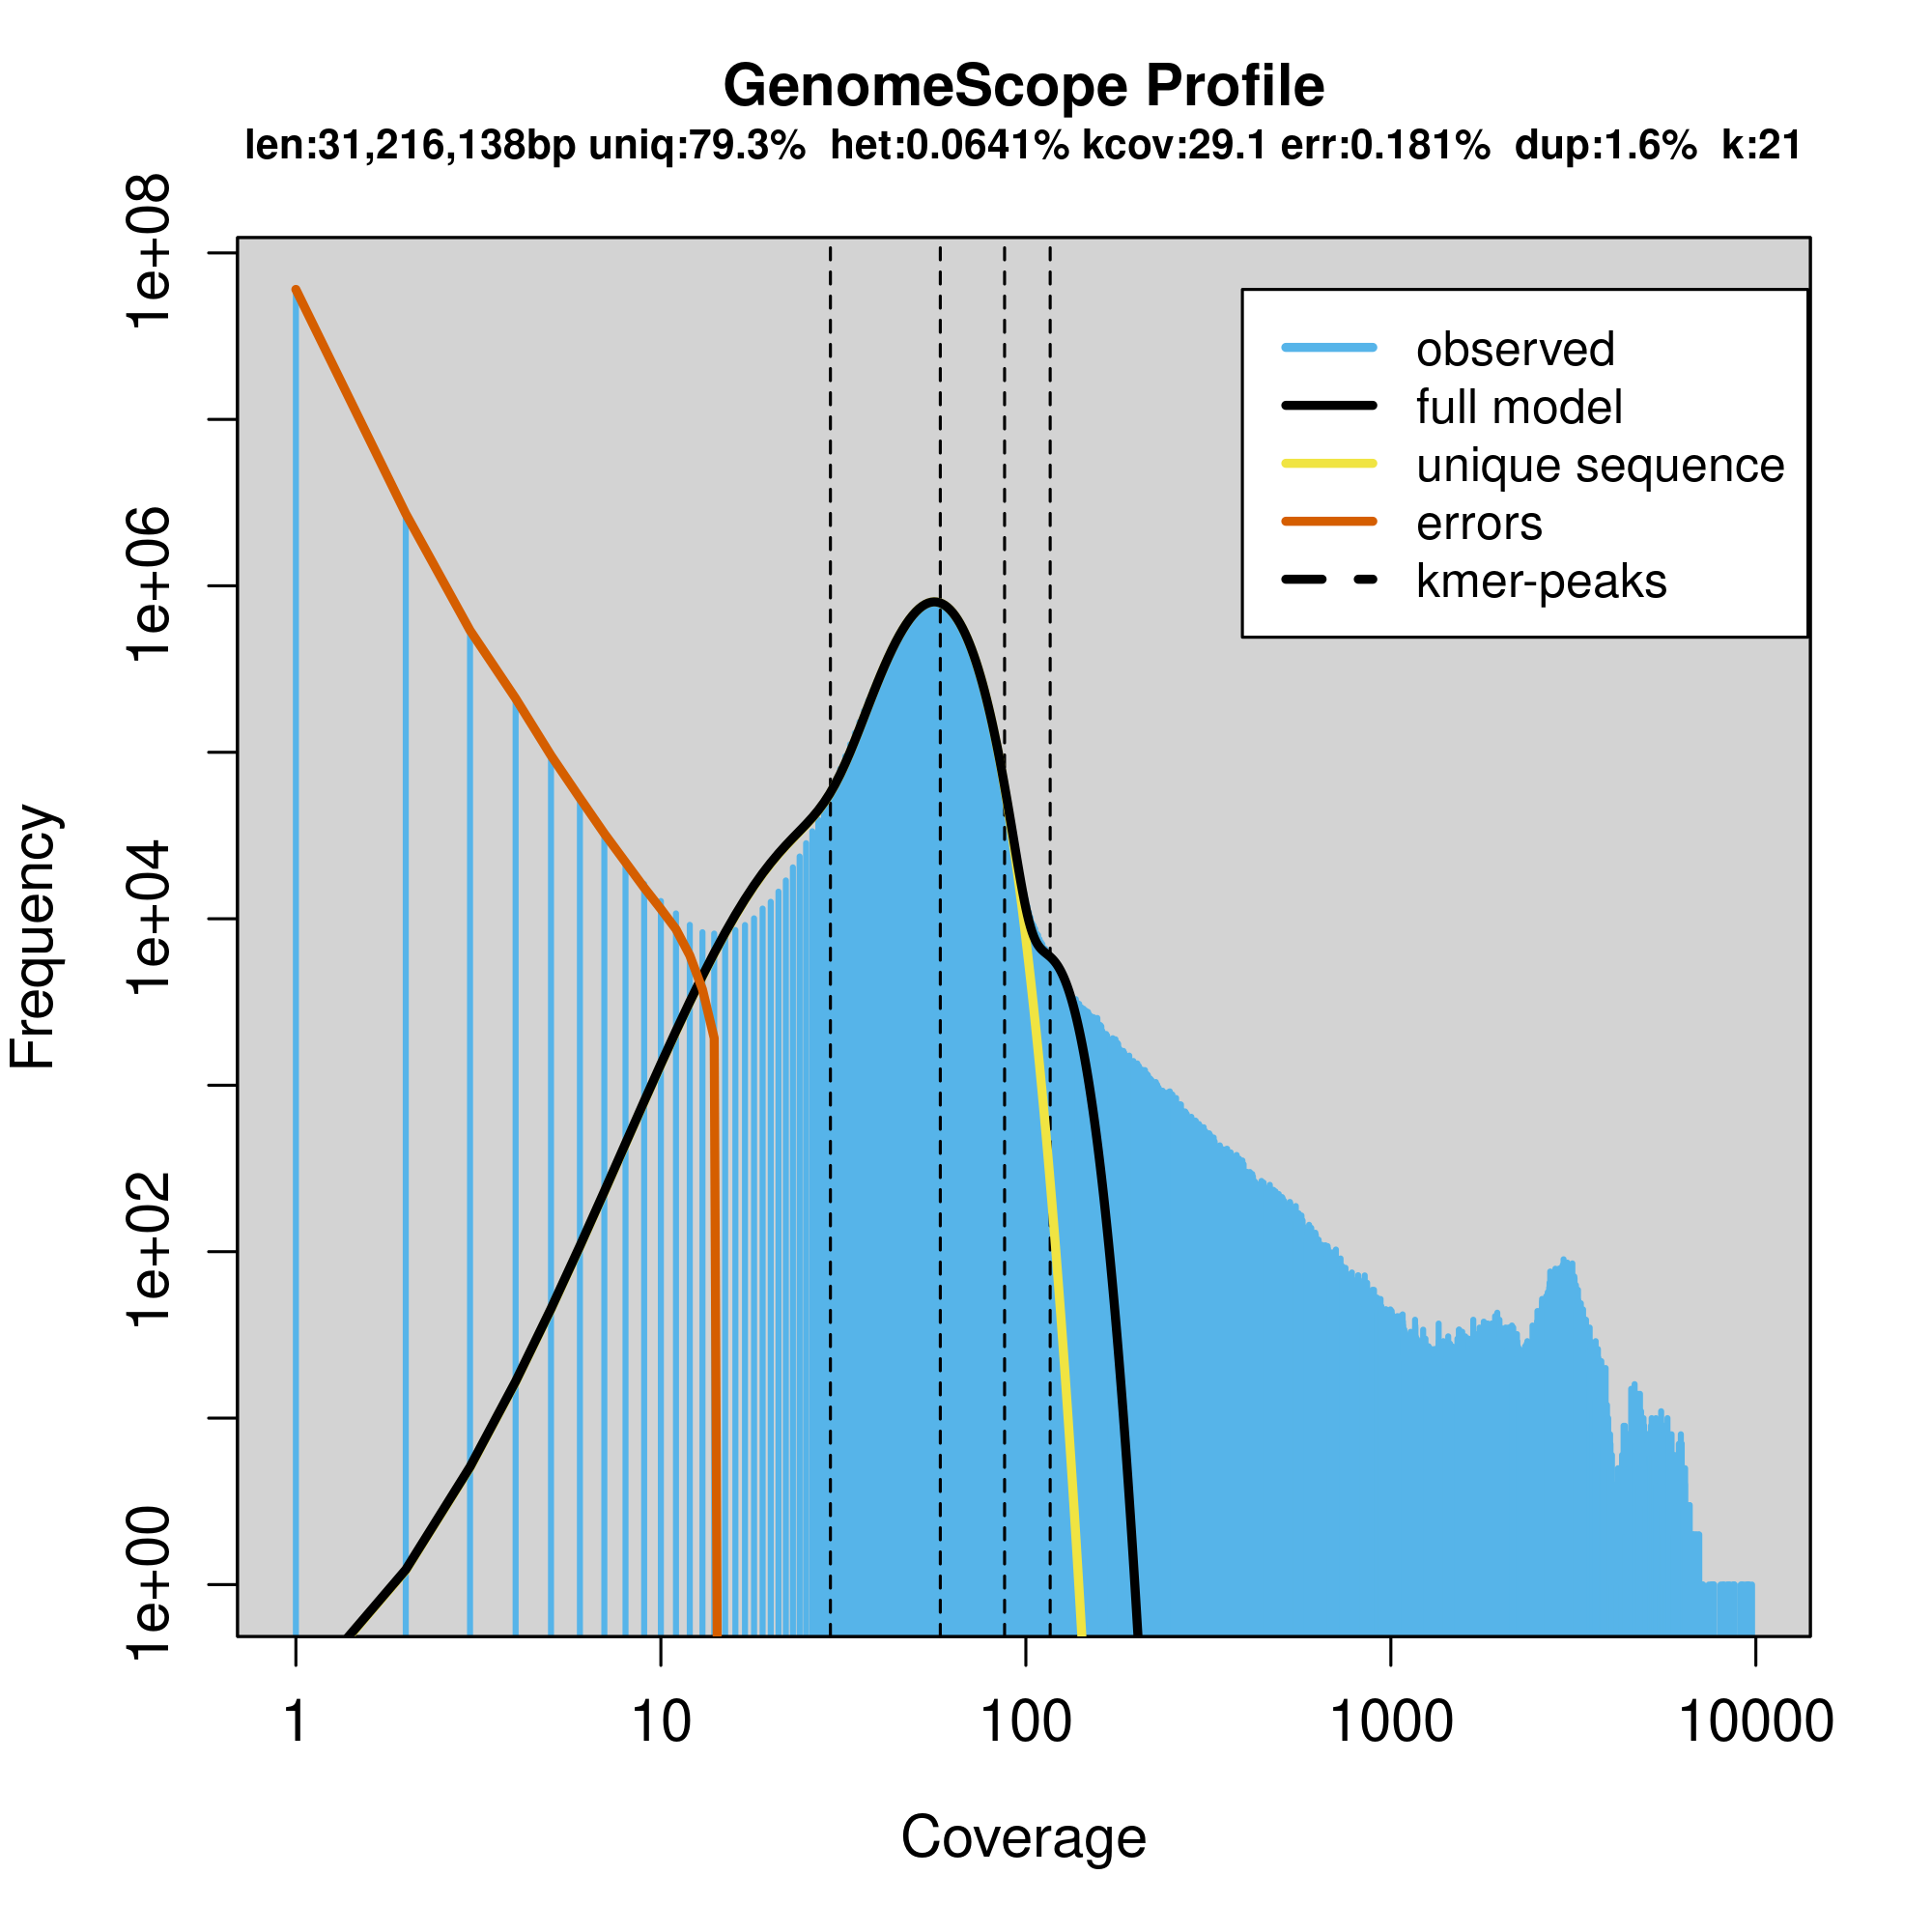 GenomeScope Profile
len:31,216,138bp uniq:79.3% het:0.0641% kcov:29.1 err:0.181% dup:1.6% k:21
1e+08
1e+06
1e+04
1e+02
1e+00
Frequency
observed
full model
unique sequence
errors
kmer-peaks
1 10 100 1000 10000
Coverage